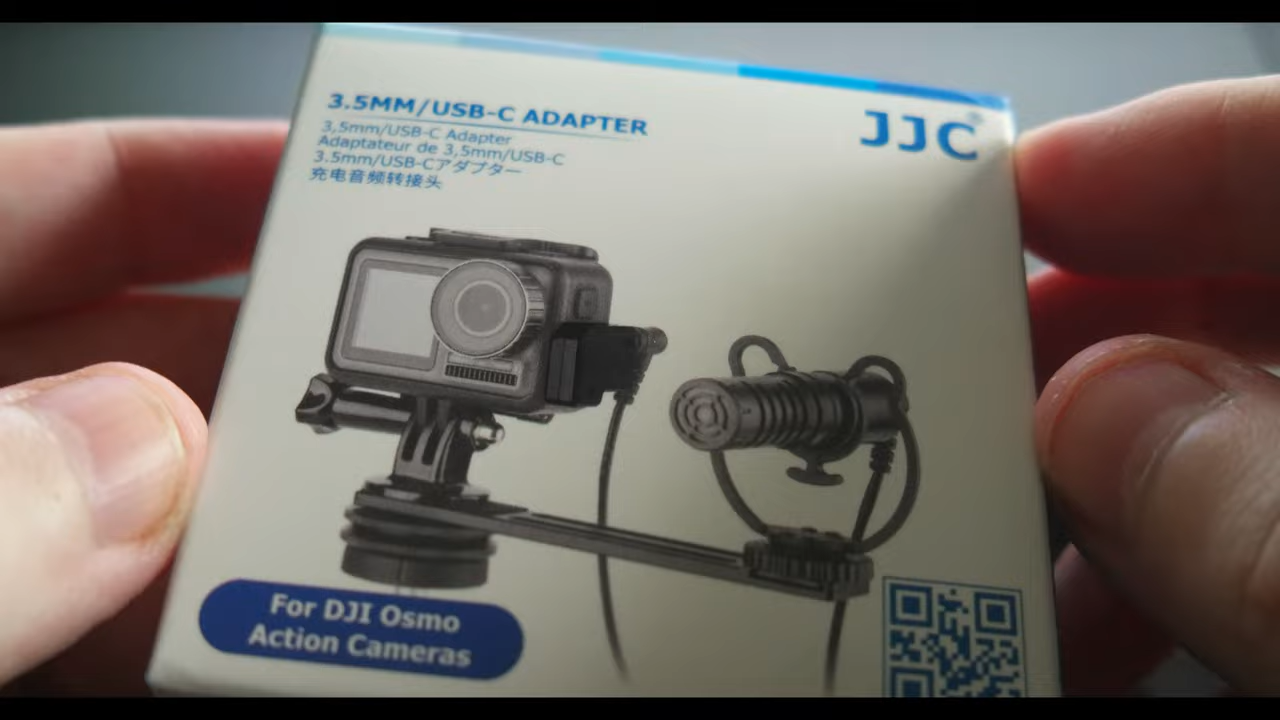 3.5MM/USB-C ADAPTER
3,5mm/USB-C Adapter
Adaptateur de 3,5mm/USB-C
3.5mm/USB-Cアダプター
充电音频转接头
JJC®
For DJI Osmo
Action Cameras